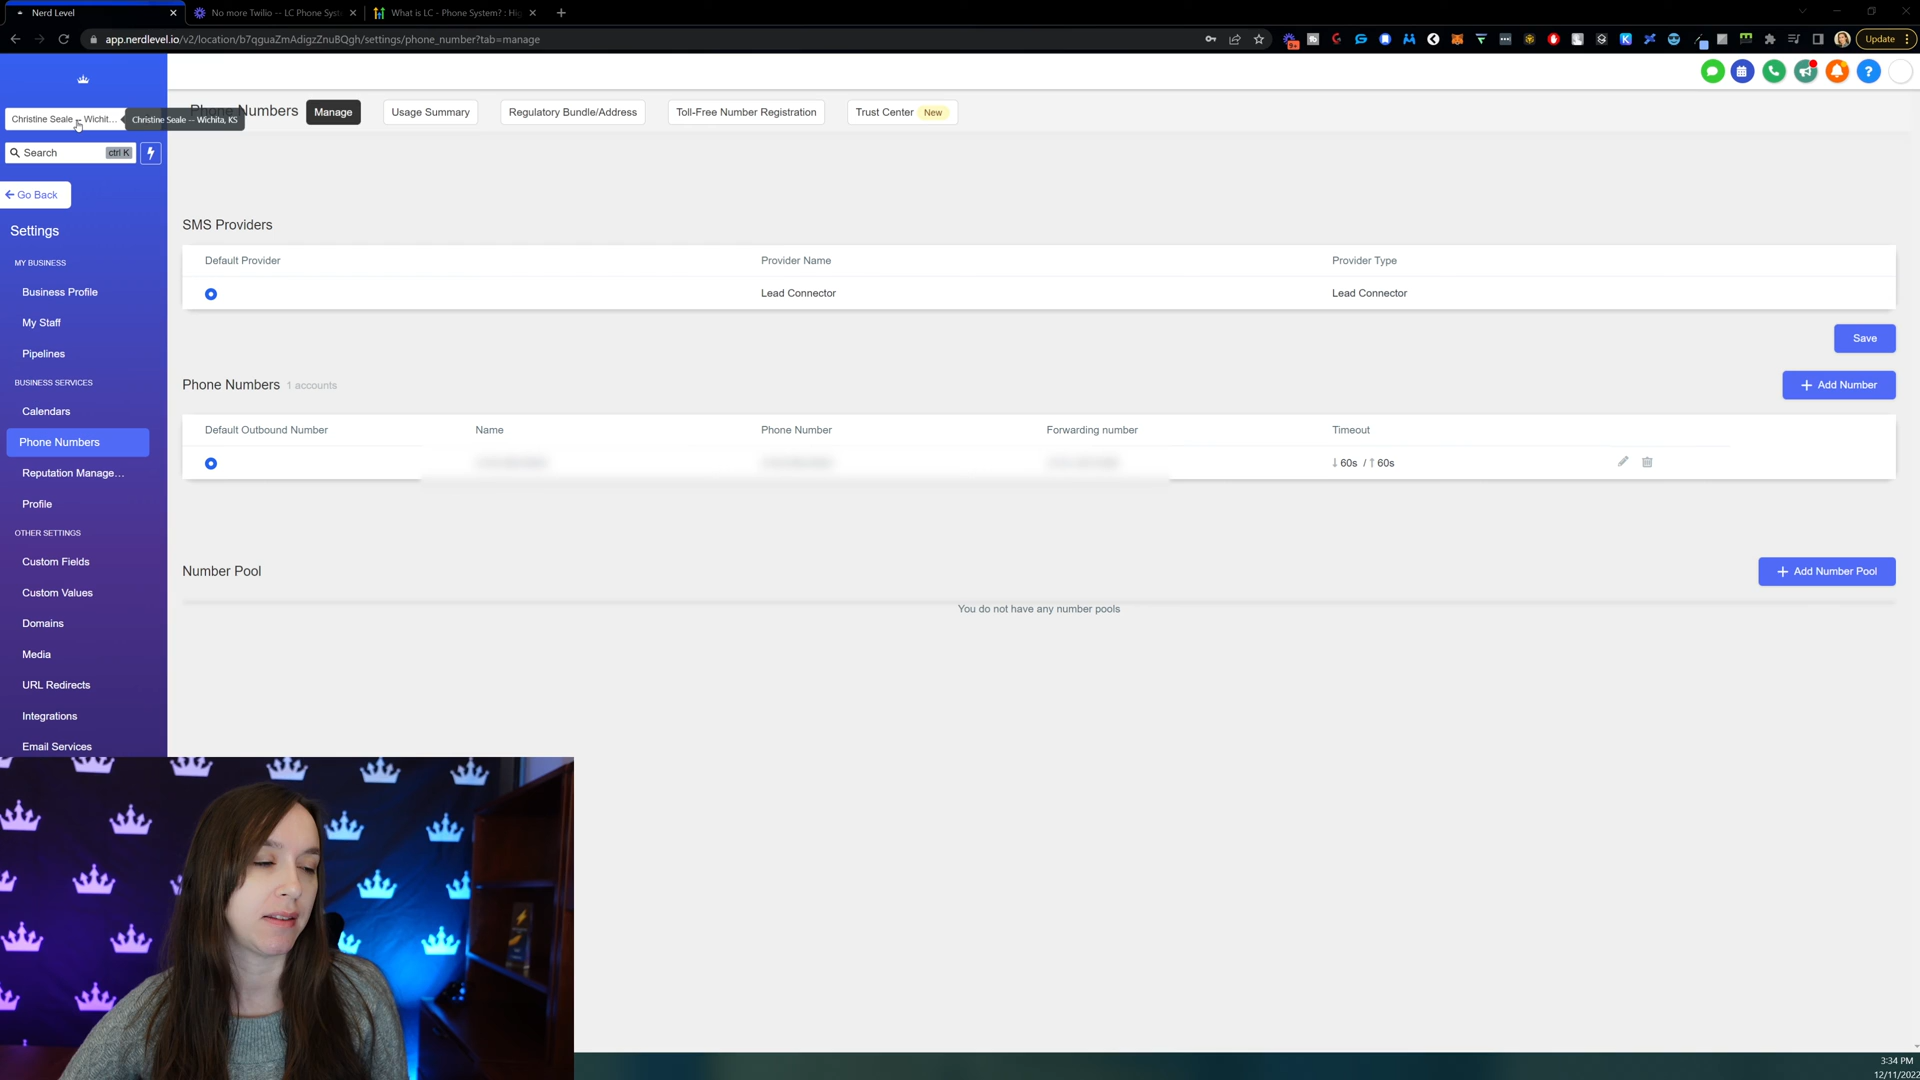 Nerd Level
No more Twilio -- LC Phone Syst
What is LC - Phone System? : Hig
app.nerdlevel.io/v2/location/b7qguaZmAdigzZnuBQgh/settings/phone_number?tab=manage
Update
Christine Seale -- Wichit...
Christine Seale -- Wichita, KS
Phone Numbers
Manage
Usage Summary
Regulatory Bundle/Address
Toll-Free Number Registration
Trust Center New
Search ctrl K
Go Back
Settings
MY BUSINESS
Business Profile
My Staff
Pipelines
BUSINESS SERVICES
Calendars
Phone Numbers
Reputation Manage...
Profile
OTHER SETTINGS
Custom Fields
Custom Values
Domains
Media
URL Redirects
Integrations
Email Services
SMS Providers
Default Provider Provider Name Provider Type
Lead Connector Lead Connector
Save
Phone Numbers 1 accounts
+ Add Number
Default Outbound Number Name Phone Number Forwarding number Timeout
↓ 60s / ↑ 60s
Number Pool
+ Add Number Pool
You do not have any number pools
3:34 PM
12/11/2022